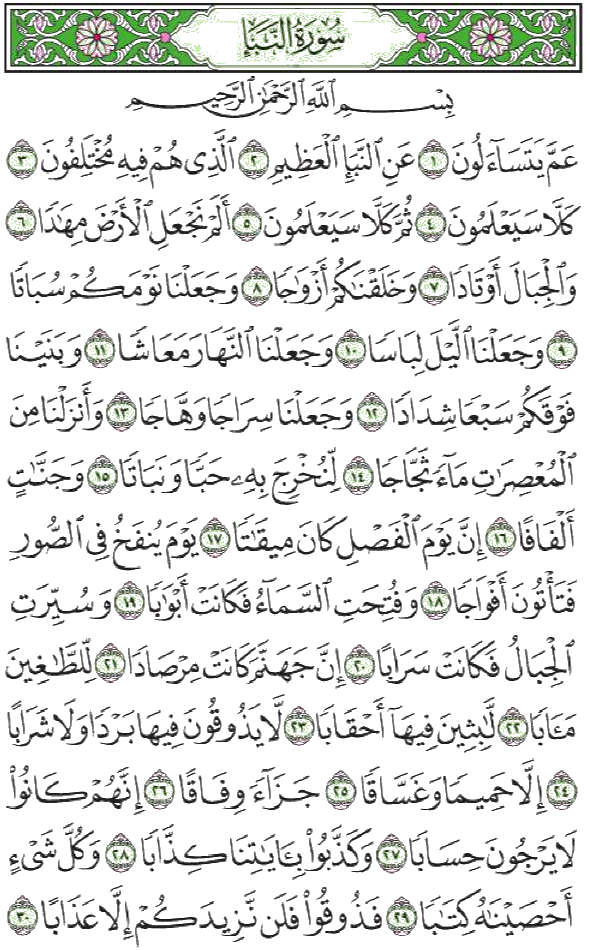 سُورَةُ النَّبَإِ
بِسْمِ ٱللَّهِ ٱلرَّحْمَٰنِ ٱلرَّحِيمِ
عَمَّ يَتَسَآءَلُونَ ١ عَنِ ٱلنَّبَإِ ٱلْعَظِيمِ ٢ ٱلَّذِى هُمْ فِيهِ مُخْتَلِفُونَ ٣
كَلَّا سَيَعْلَمُونَ ٤ ثُمَّ كَلَّا سَيَعْلَمُونَ ٥ أَلَمْ نَجْعَلِ ٱلْأَرْضَ مِهَٰدًا ٦
وَٱلْجِبَالَ أَوْتَادًا ٧ وَخَلَقْنَٰكُمْ أَزْوَٰجًا ٨ وَجَعَلْنَا نَوْمَكُمْ سُبَاتًا
٩ وَجَعَلْنَا ٱلَّيْلَ لِبَاسًا ١٠ وَجَعَلْنَا ٱلنَّهَارَ مَعَاشًا ١١ وَبَنَيْنَا
فَوْقَكُمْ سَبْعًا شِدَادًا ١٢ وَجَعَلْنَا سِرَاجًا وَهَّاجًا ١٣ وَأَنزَلْنَا مِنَ
ٱلْمُعْصِرَٰتِ مَآءً ثَجَّاجًا ١٤ لِّنُخْرِجَ بِهِۦ حَبًّا وَنَبَاتًا ١٥ وَجَنَّٰتٍ
أَلْفَافًا ١٦ إِنَّ يَوْمَ ٱلْفَصْلِ كَانَ مِيقَٰتًا ١٧ يَوْمَ يُنفَخُ فِى ٱلصُّورِ
فَتَأْتُونَ أَفْوَاجًا ١٨ وَفُتِحَتِ ٱلسَّمَآءُ فَكَانَتْ أَبْوَٰبًا ١٩ وَسُيِّرَتِ
ٱلْجِبَالُ فَكَانَتْ سَرَابًا ٢٠ إِنَّ جَهَنَّمَ كَانَتْ مِرْصَادًا ٢١ لِّلطَّٰغِينَ
مَـَٔابًا ٢٢ لَّٰبِثِينَ فِيهَآ أَحْقَابًا ٢٣ لَّا يَذُوقُونَ فِيهَا بَرْدًا وَلَا شَرَابًا
٢٤ إِلَّا حَمِيمًا وَغَسَّاقًا ٢٥ جَزَآءً وِفَاقًا ٢٦ إِنَّهُمْ كَانُوا۟
لَا يَرْجُونَ حِسَابًا ٢٧ وَكَذَّبُوا۟ بِـَٔايَٰتِنَا كِذَّابًا ٢٨ وَكُلَّ شَىْءٍ
أَحْصَيْنَٰهُ كِتَٰبًا ٢٩ فَذُوقُوا۟ فَلَن نَّزِيدَكُمْ إِلَّا عَذَابًا ٣٠